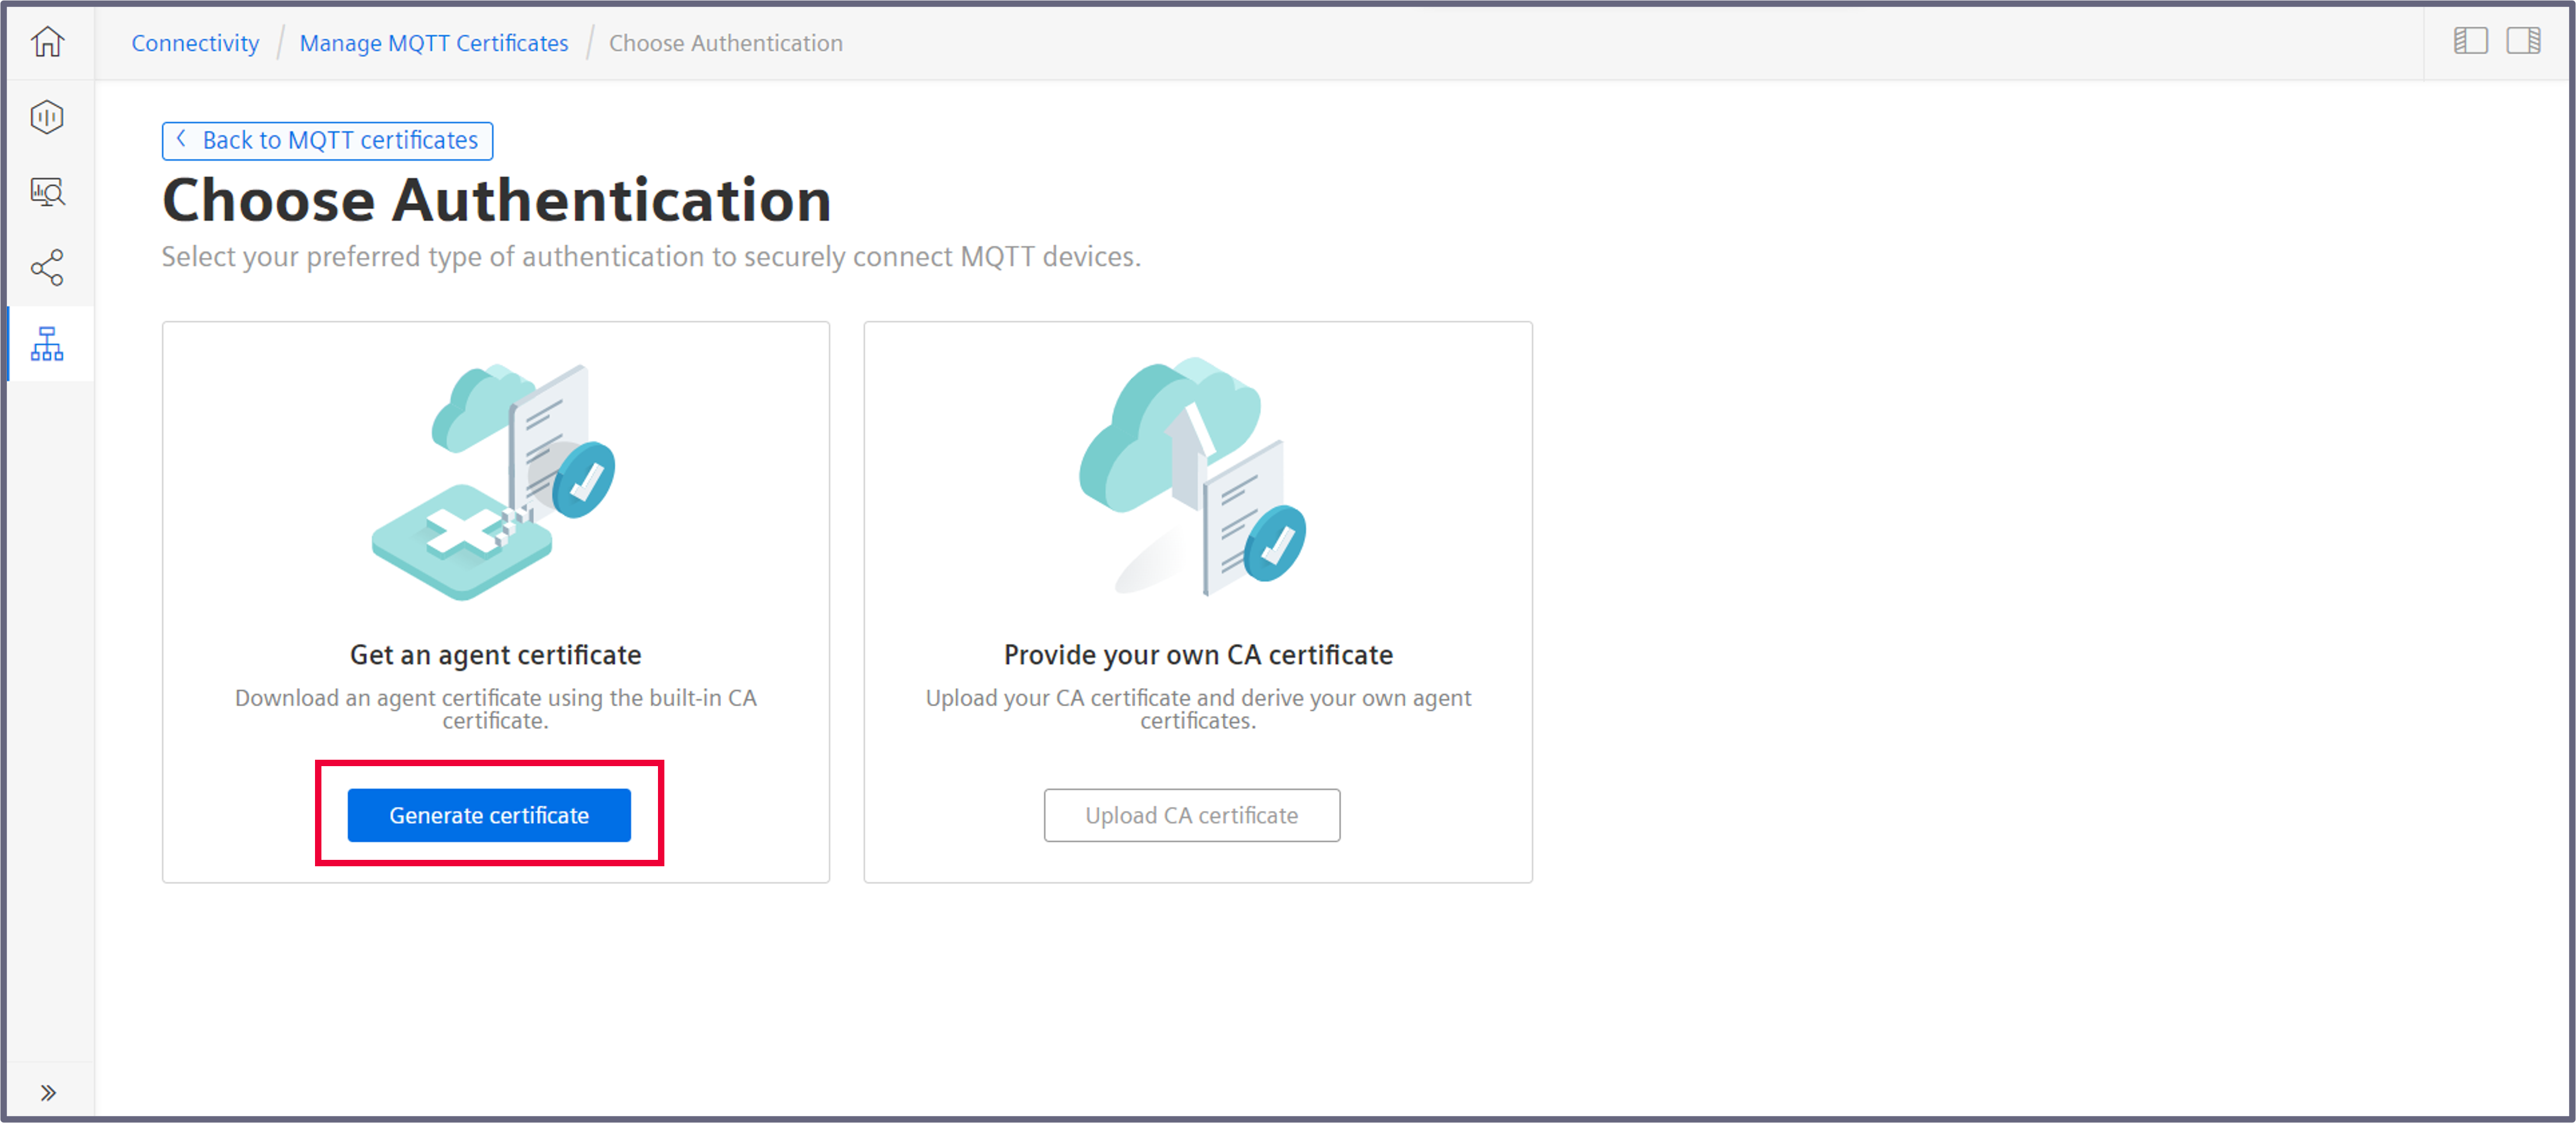 Connectivity / Manage MQTT Certificates / Choose Authentication
Back to MQTT certificates
Choose Authentication
Select your preferred type of authentication to securely connect MQTT devices.
Get an agent certificate
Download an agent certificate using the built-in CA
certificate.
Generate certificate
Provide your own CA certificate
Upload your CA certificate and derive your own agent
certificates.
Upload CA certificate